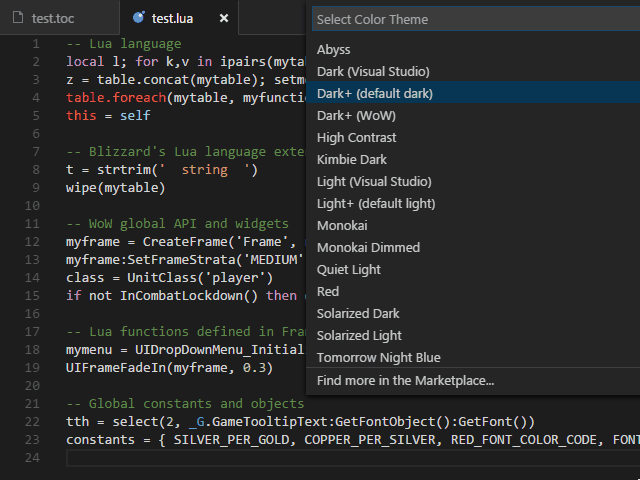 test.toc
test.lua
Select Color Theme
1 -- Lua language
2 local l; for k,v in ipairs(mytab
3 z = table.concat(mytable); setme
4 table.foreach(mytable, myfunctio
5 this = self
6
7 -- Blizzard's Lua language exte
8 t = strtrim('  string  ')
9 wipe(mytable)
10
11 -- WoW global API and widgets
12 myframe = CreateFrame('Frame',
13 myframe:SetFrameStrata('MEDIUM'
14 class = UnitClass('player')
15 if not InCombatLockdown() then
16
17 -- Lua functions defined in Fra
18 mymenu = UIDropDownMenu_Initial
19 UIFrameFadeIn(myframe, 0.3)
20
21 -- Global constants and objects
22 tth = select(2, _G.GameTooltipText:GetFontObject():GetFont())
23 constants = { SILVER_PER_GOLD, COPPER_PER_SILVER, RED_FONT_COLOR_CODE, FONT
24
Abyss
Dark (Visual Studio)
Dark+ (default dark)
Dark+ (WoW)
High Contrast
Kimbie Dark
Light (Visual Studio)
Light+ (default light)
Monokai
Monokai Dimmed
Quiet Light
Red
Solarized Dark
Solarized Light
Tomorrow Night Blue
Find more in the Marketplace...